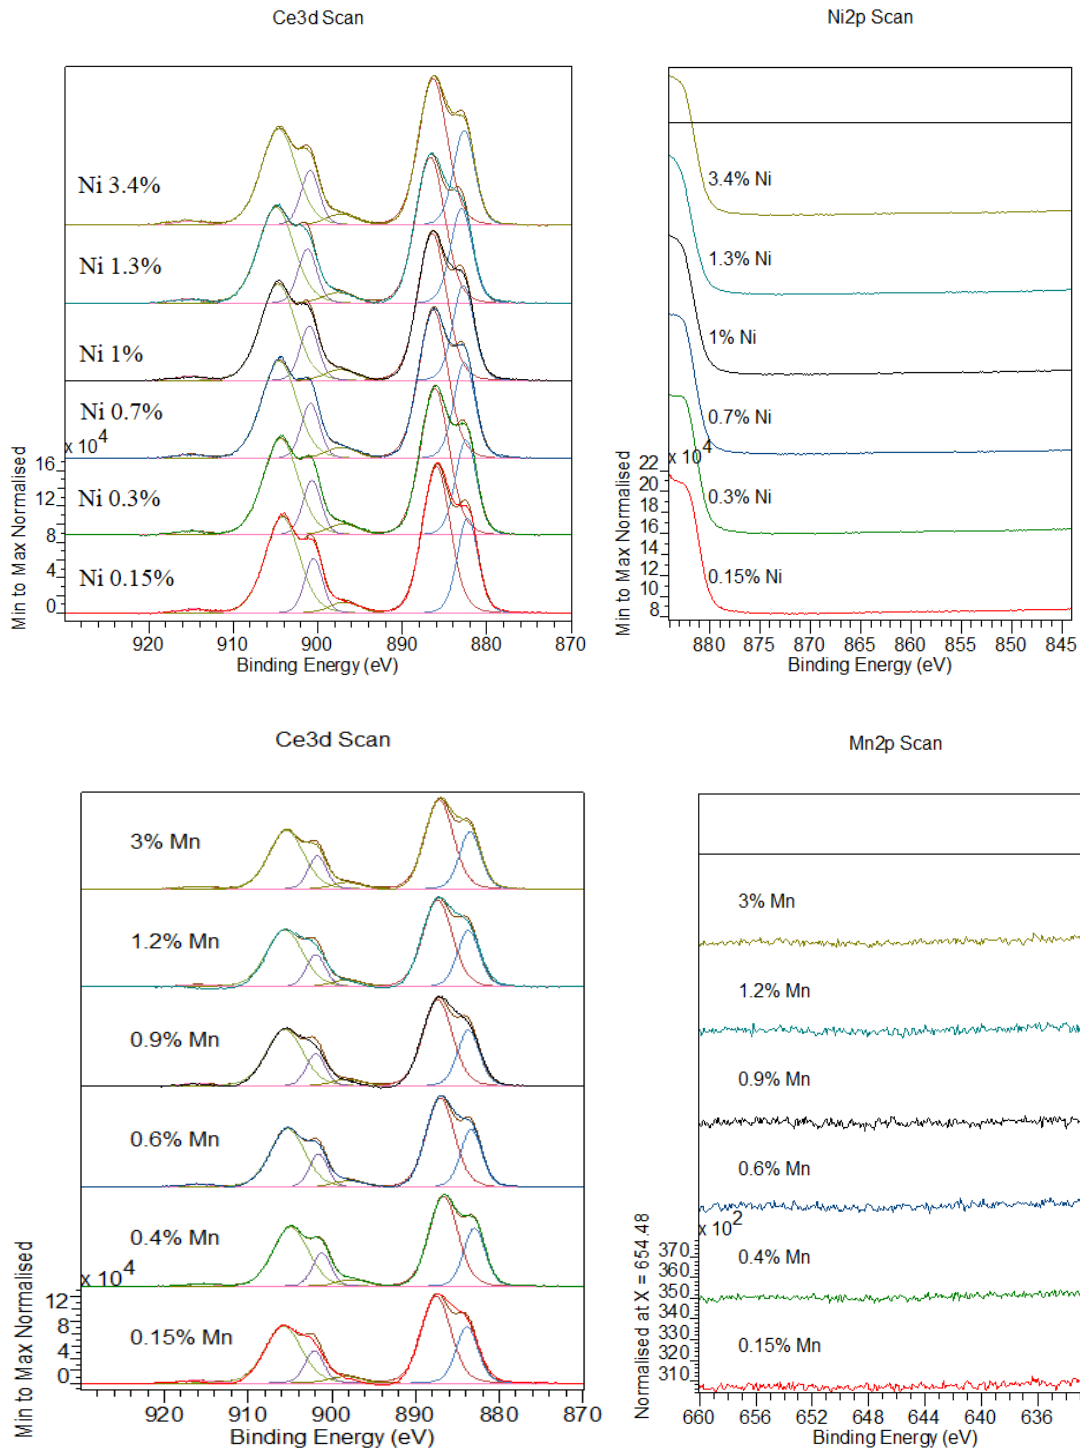 Ce3d Scan
Ni 3.4%
Ni 1.3%
Ni 1%
Ni 0.7%
x 10^4
Ni 0.3%
Ni 0.15%
16
12
8
4
0
Min to Max Normalised
920 910 900 890 880 870
Binding Energy (eV)
Ni2p Scan
3.4% Ni
1.3% Ni
1% Ni
0.7% Ni
x 10^4
0.3% Ni
0.15% Ni
22
20
18
16
14
12
10
8
Min to Max Normalised
880 875 870 865 860 855 850 845
Binding Energy (eV)
Ce3d Scan
3% Mn
1.2% Mn
0.9% Mn
0.6% Mn
0.4% Mn
x 10^4
0.15% Mn
12
8
4
0
Min to Max Normalised
920 910 900 890 880 870
Binding Energy (eV)
Mn2p Scan
3% Mn
1.2% Mn
0.9% Mn
0.6% Mn
x 10^2
0.4% Mn
0.15% Mn
370
360
350
340
330
320
310
Normalised at X = 654.48
660 656 652 648 644 640 636
Binding Energy (eV)